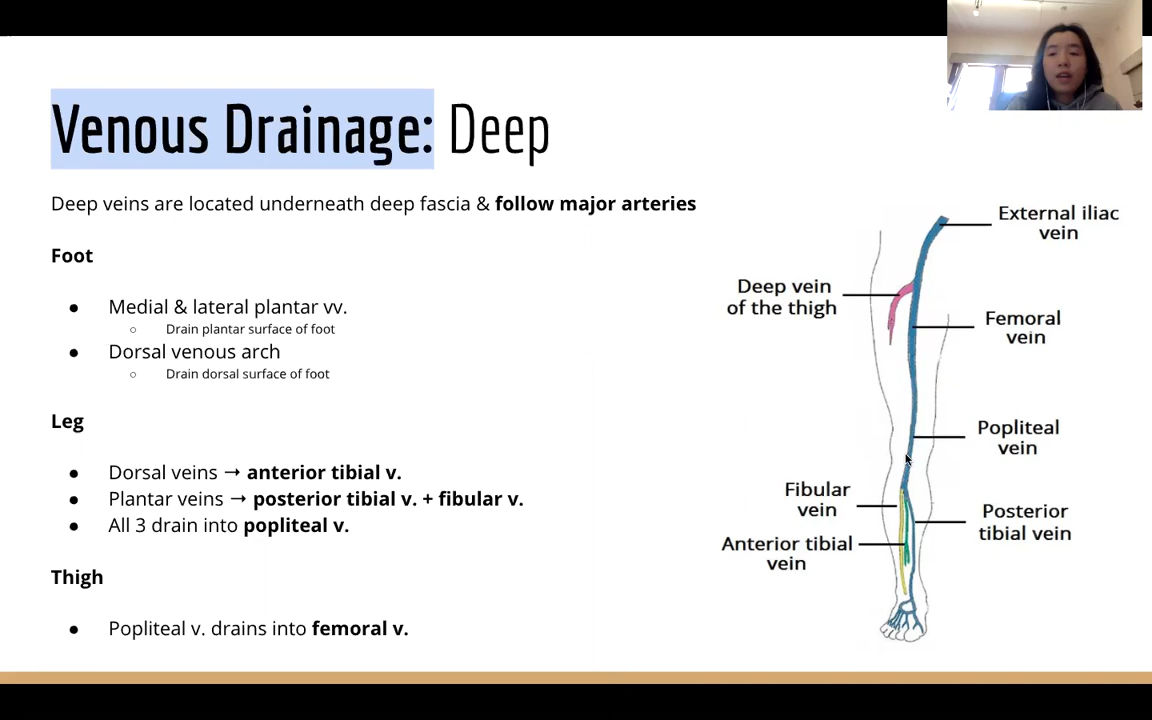 Venous Drainage: Deep
Deep veins are located underneath deep fascia & follow major arteries
Foot
● Medial & lateral plantar vv.
○ Drain plantar surface of foot
● Dorsal venous arch
○ Drain dorsal surface of foot
Leg
● Dorsal veins → anterior tibial v.
● Plantar veins → posterior tibial v. + fibular v.
● All 3 drain into popliteal v.
Thigh
● Popliteal v. drains into femoral v.
External iliac
vein
Deep vein
of the thigh
Femoral
vein
Popliteal
vein
Fibular
vein
Posterior
tibial vein
Anterior tibial
vein